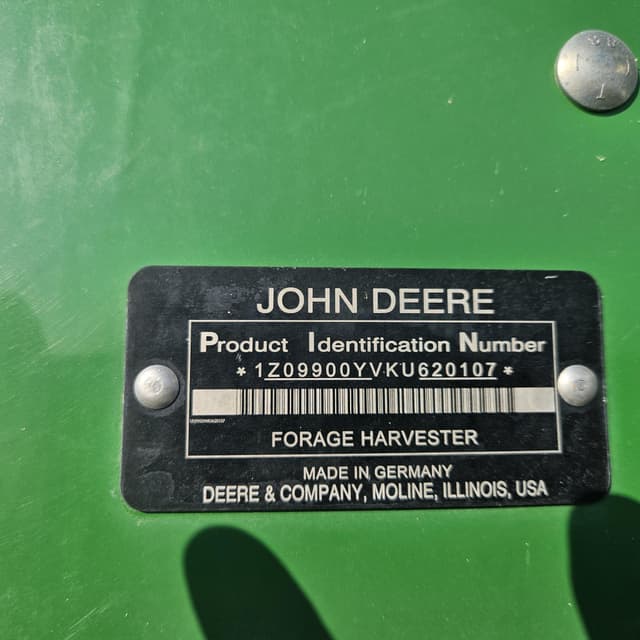 JOHN DEERE
Product Identification Number
*1Z09900YVKU620107*
FORAGE HARVESTER
MADE IN GERMANY
DEERE & COMPANY, MOLINE, ILLINOIS, USA